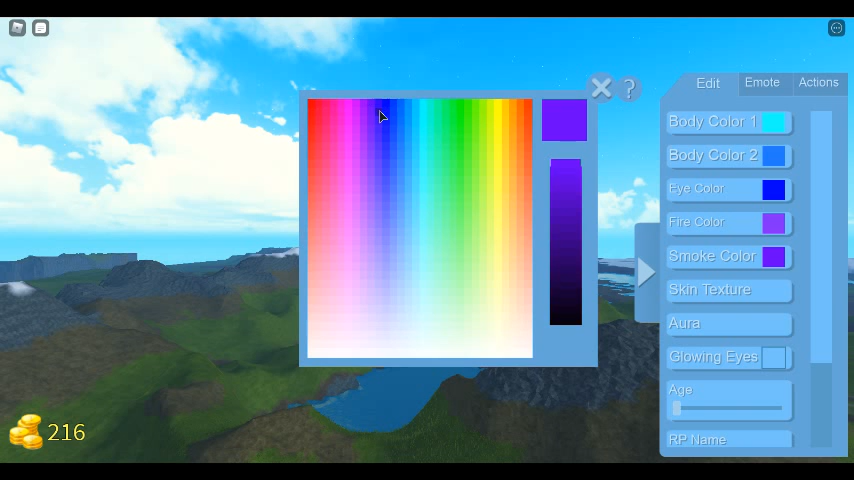 Edit
Emote
Actions
?
Body Color 1
Body Color 2
Eye Color
Fire Color
Smoke Color
Skin Texture
Aura
Glowing Eyes
Age
RP Name
216